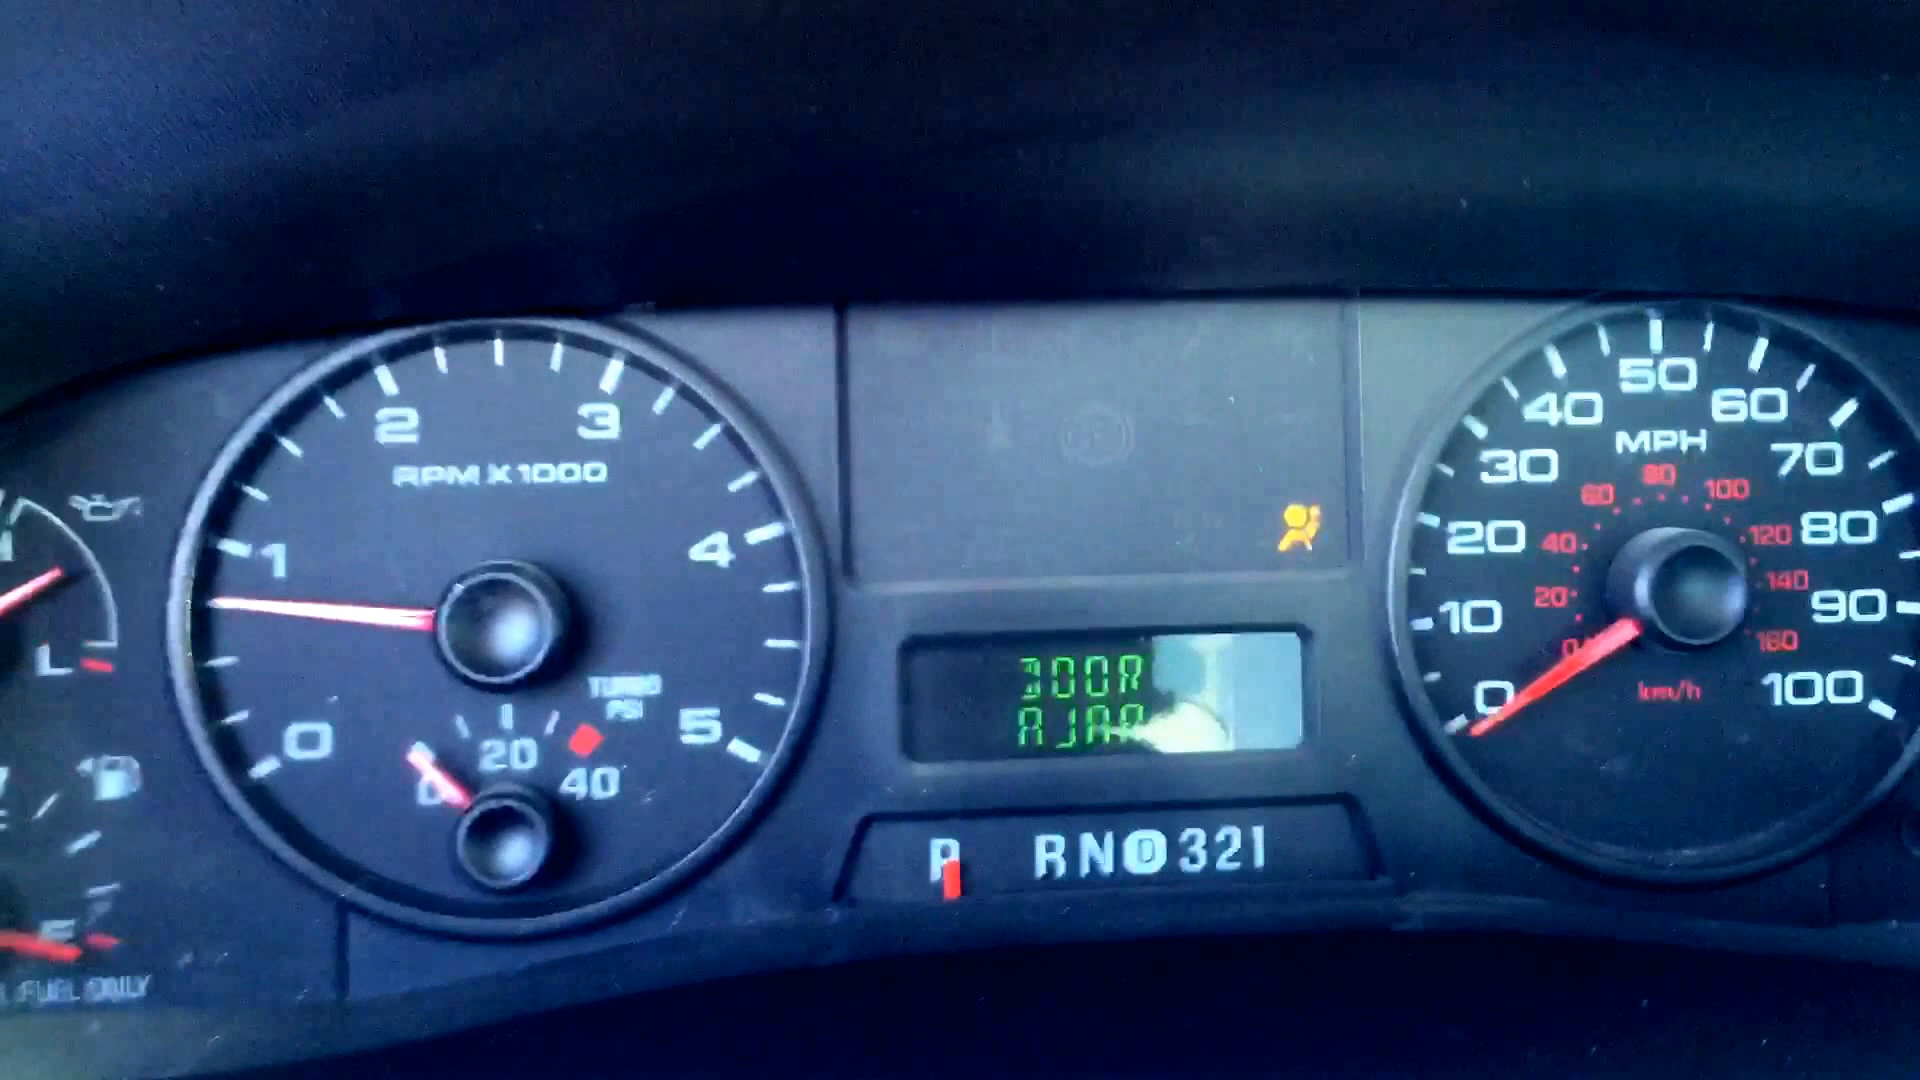 2 3
RPM X 1000
1 4
TURBO
PSI
0 5
20
0 40
L
E
FUEL ONLY
DOOR
AJAR
P RN D 321
50
40 60
MPH
30 70
80
60 100
20 80
40 120
20 140
10 90
0 160
km/h
0 100